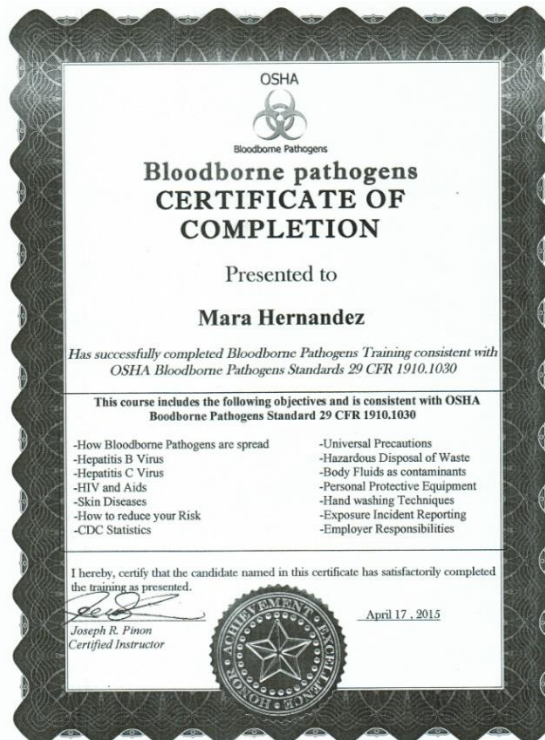 OSHA
Bloodborne Pathogens
Bloodborne pathogens
CERTIFICATE OF
COMPLETION
Presented to
Mara Hernandez
Has successfully completed Bloodborne Pathogens Training consistent with
OSHA Bloodborne Pathogens Standards 29 CFR 1910.1030
This course includes the following objectives and is consistent with OSHA
Boodborne Pathogens Standard 29 CFR 1910.1030
-How Bloodborne Pathogens are spread
-Hepatitis B Virus
-Hepatitis C Virus
-HIV and Aids
-Skin Diseases
-How to reduce your Risk
-CDC Statistics
-Universal Precautions
-Hazardous Disposal of Waste
-Body Fluids as contaminants
-Personal Protective Equipment
-Hand washing Techniques
-Exposure Incident Reporting
-Employer Responsibilities
I hereby, certify that the candidate named in this certificate has satisfactorily completed
the training as presented.
Joseph R. Pinon
Certified Instructor
HONOR ACHIEVEMENT EXCELLENCE
April 17 , 2015